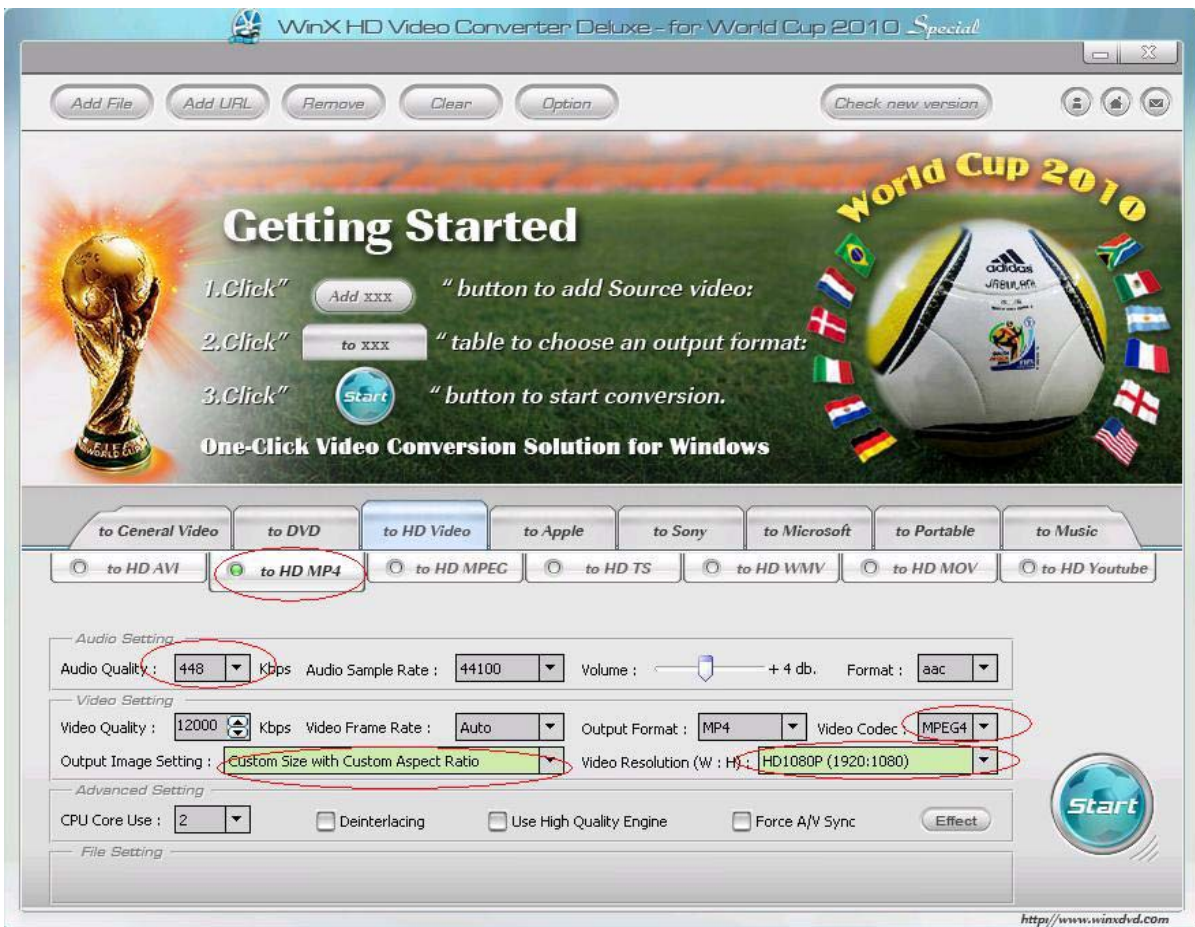 WinX HD Video Converter Deluxe - for World Cup 2010 Special
Add File Add URL Remove Clear Option Check new version
World Cup 2010
Getting Started
1.Click" Add xxx " button to add Source video:
2.Click" to xxx " table to choose an output format:
3.Click" Start " button to start conversion.
One-Click Video Conversion Solution for Windows
adidas
JABULANI
FIFA
WORLD CUP
to General Video to DVD to HD Video to Apple to Sony to Microsoft to Portable to Music
to HD AVI to HD MP4 to HD MPEG to HD TS to HD WMV to HD MOV to HD Youtube
Audio Setting
Audio Quality : 448 Kbps Audio Sample Rate : 44100 Volume : + 4 db. Format : aac
Video Setting
Video Quality : 12000 Kbps Video Frame Rate : Auto Output Format : MP4 Video Codec : MPEG4
Output Image Setting : Custom Size with Custom Aspect Ratio Video Resolution (W : H) : HD1080P (1920:1080)
Advanced Setting
CPU Core Use : 2 Deinterlacing Use High Quality Engine Force A/V Sync Effect
Start
File Setting
http://www.winxdvd.com